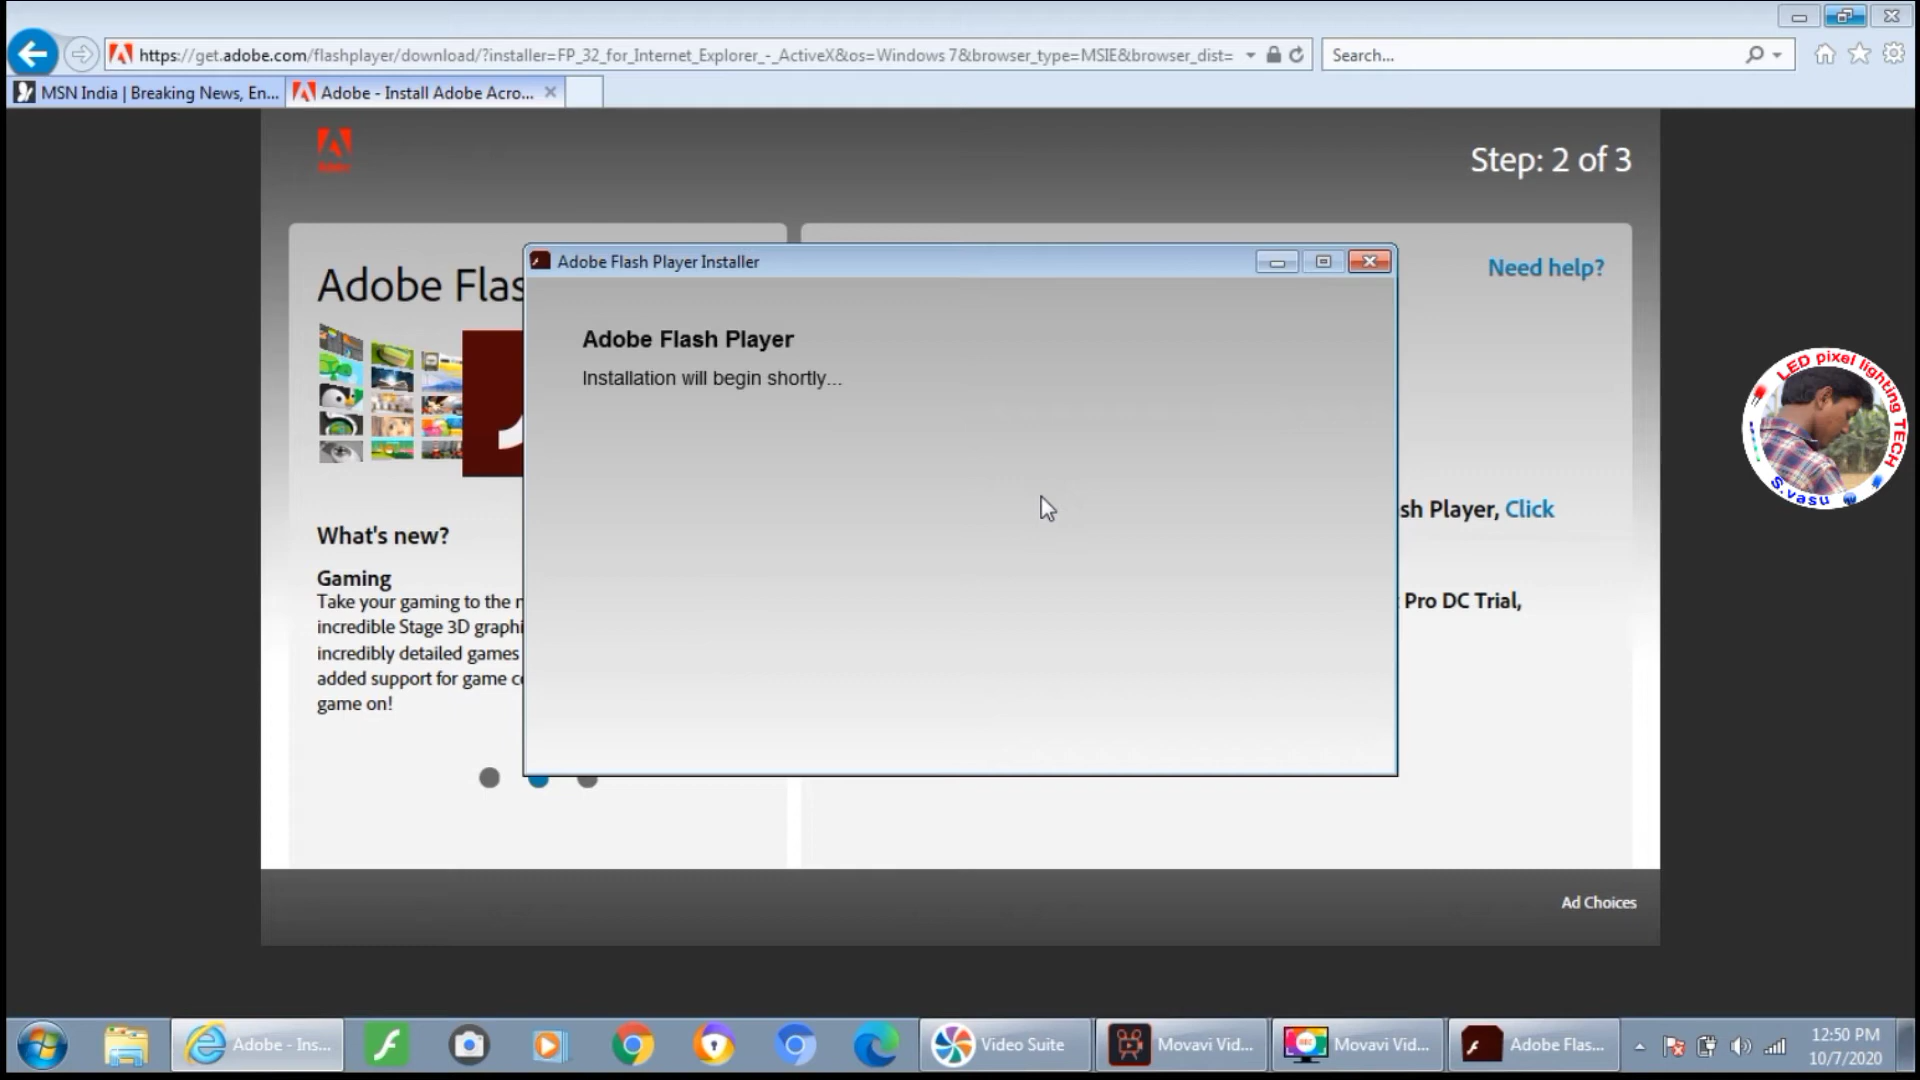 https://get.adobe.com/flashplayer/download/?installer=FP_32_for_Internet_Explorer_-_ActiveX&os=Windows 7&browser_type=MSIE&browser_dist=
Search...
MSN India | Breaking News, En...
Adobe - Install Adobe Acro...
Step: 2 of 3
Adobe Flas
Need help?
Adobe Flash Player Installer
Adobe Flash Player
Installation will begin shortly...
LED pixel lighting TECH
S.vasu
sh Player, Click
Pro DC Trial,
What's new?
Gaming
Take your gaming to the
incredible Stage 3D graphi
incredibly detailed games
added support for game c
game on!
Ad Choices
Adobe - Ins...
Video Suite
Movavi Vid...
Movavi Vid...
Adobe Flas...
12:50 PM
10/7/2020